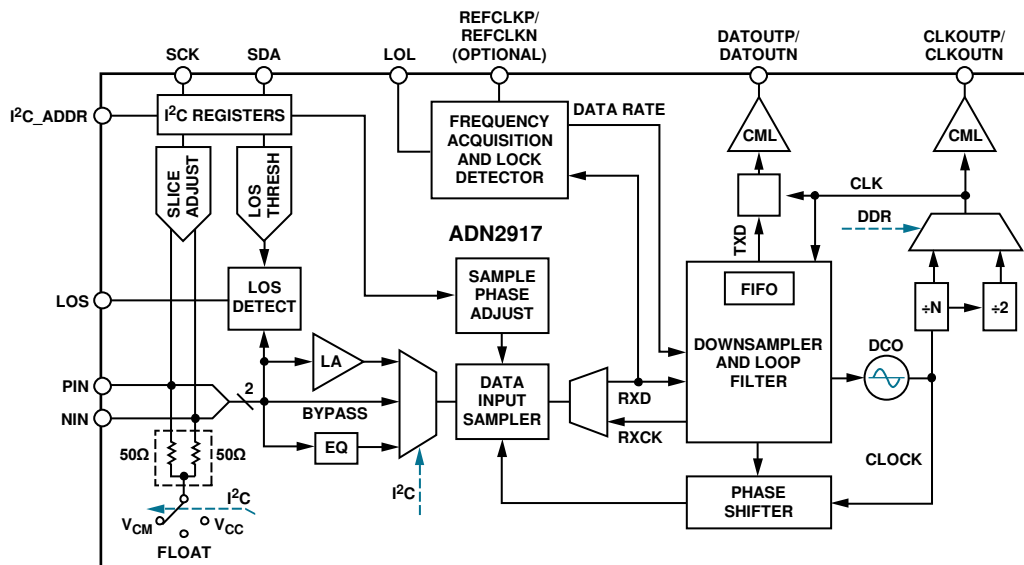 REFCLKP/
REFCLKN
(OPTIONAL)
DATOUTP/
DATOUTN
CLKOUTP/
CLKOUTN
SCK
SDA
LOL
I²C_ADDR
I²C REGISTERS
FREQUENCY
ACQUISITION
AND LOCK
DETECTOR
DATA RATE
CML
CML
SLICE
ADJUST
LOS
THRESH
CLK
DDR
TXD
ADN2917
SAMPLE
PHASE
ADJUST
FIFO
LOS
LOS
DETECT
÷N
÷2
DOWNSAMPLER
AND LOOP
FILTER
DCO
LA
PIN
NIN
2
BYPASS
DATA
INPUT
SAMPLER
RXD
RXCK
EQ
50Ω
50Ω
CLOCK
I²C
I²C
PHASE
SHIFTER
VCM
VCC
FLOAT